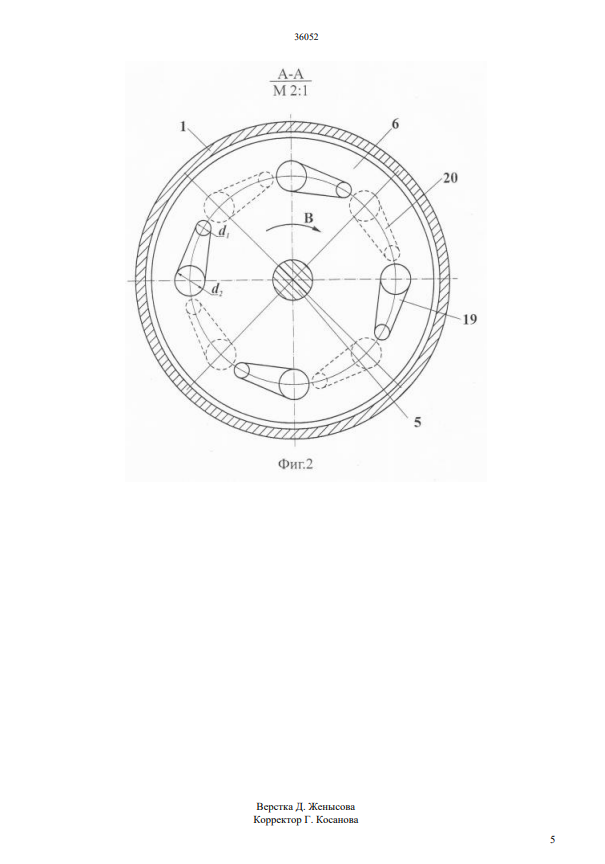 36052
А-А
М 2:1
1
6
20
В
d1
d2
19
5
Фиг.2
Верстка Д. Женысова
Корректор Г. Косанова
5